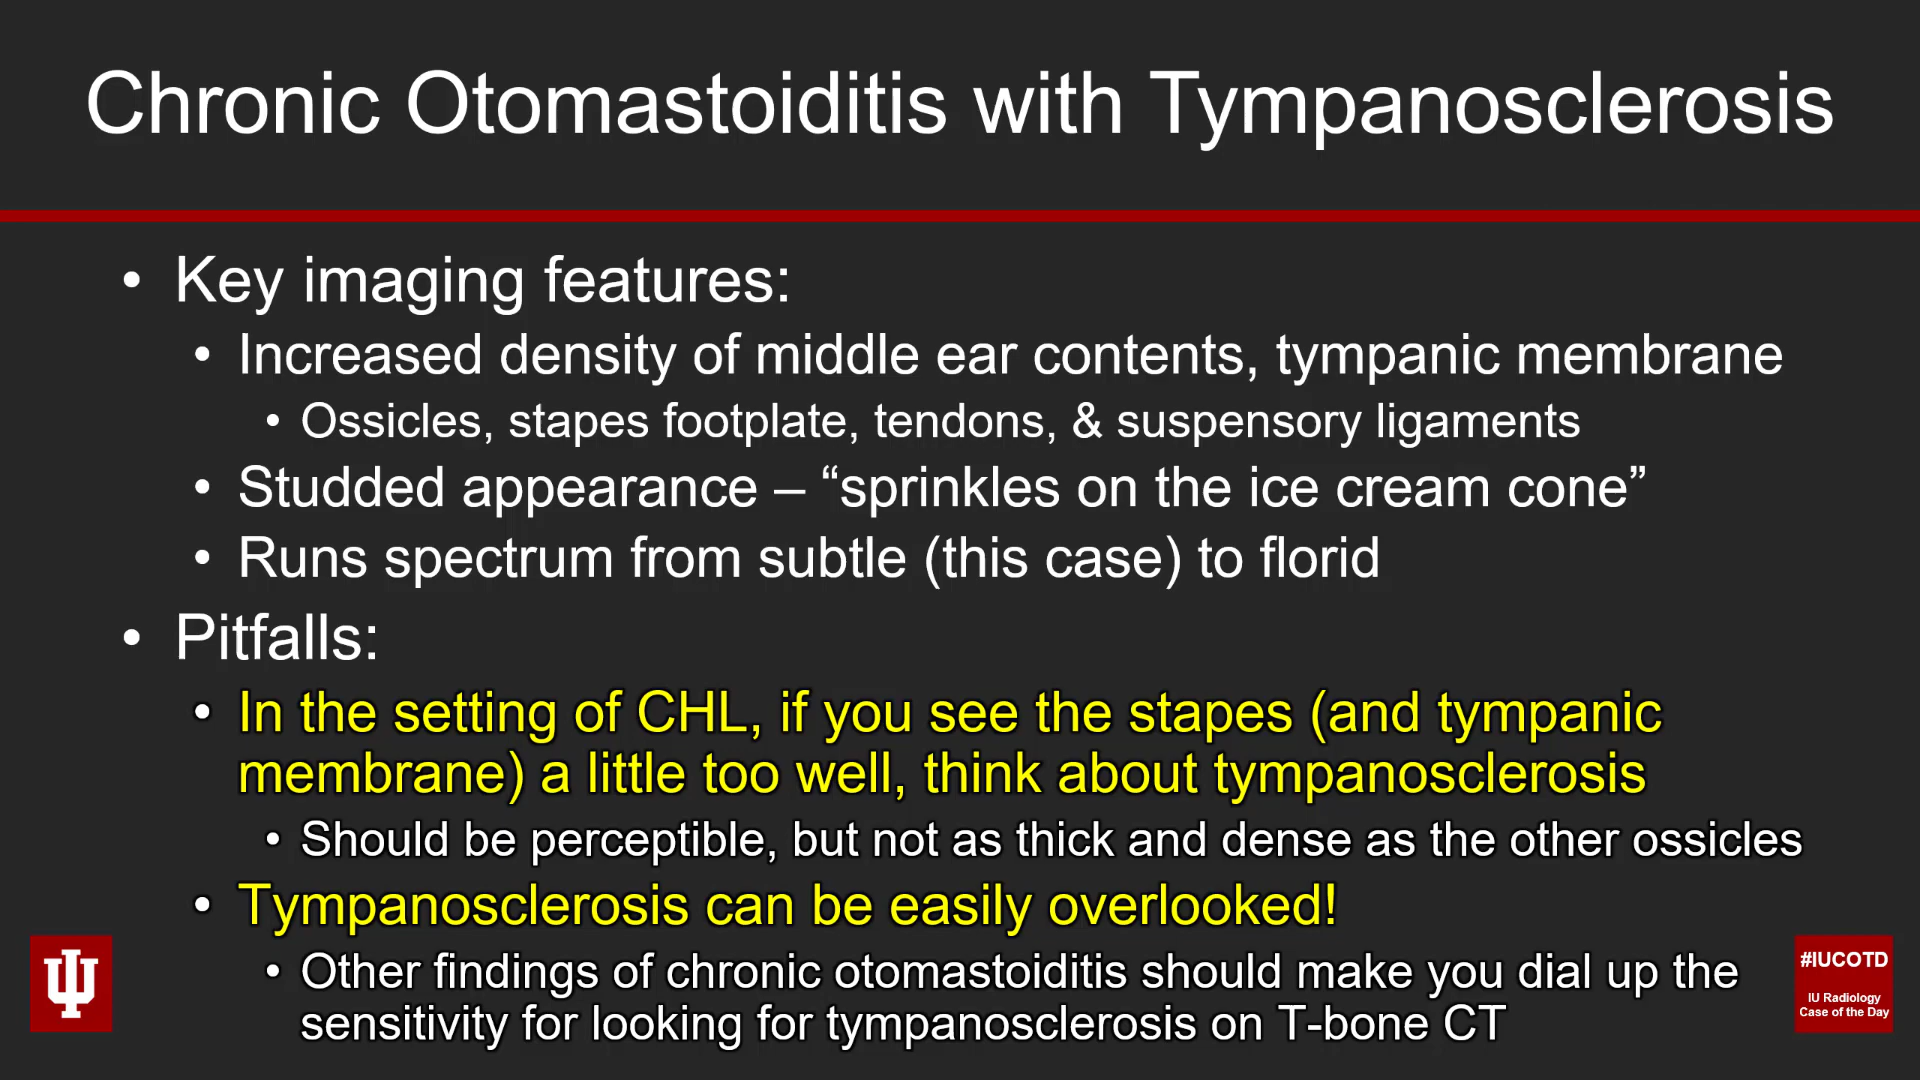 Chronic Otomastoiditis with Tympanosclerosis
• Key imaging features:
• Increased density of middle ear contents, tympanic membrane
• Ossicles, stapes footplate, tendons, & suspensory ligaments
• Studded appearance – “sprinkles on the ice cream cone”
• Runs spectrum from subtle (this case) to florid
• Pitfalls:
• In the setting of CHL, if you see the stapes (and tympanic
membrane) a little too well, think about tympanosclerosis
• Should be perceptible, but not as thick and dense as the other ossicles
• Tympanosclerosis can be easily overlooked!
• Other findings of chronic otomastoiditis should make you dial up the
sensitivity for looking for tympanosclerosis on T-bone CT
#IUCOTD
IU Radiology
Case of the Day